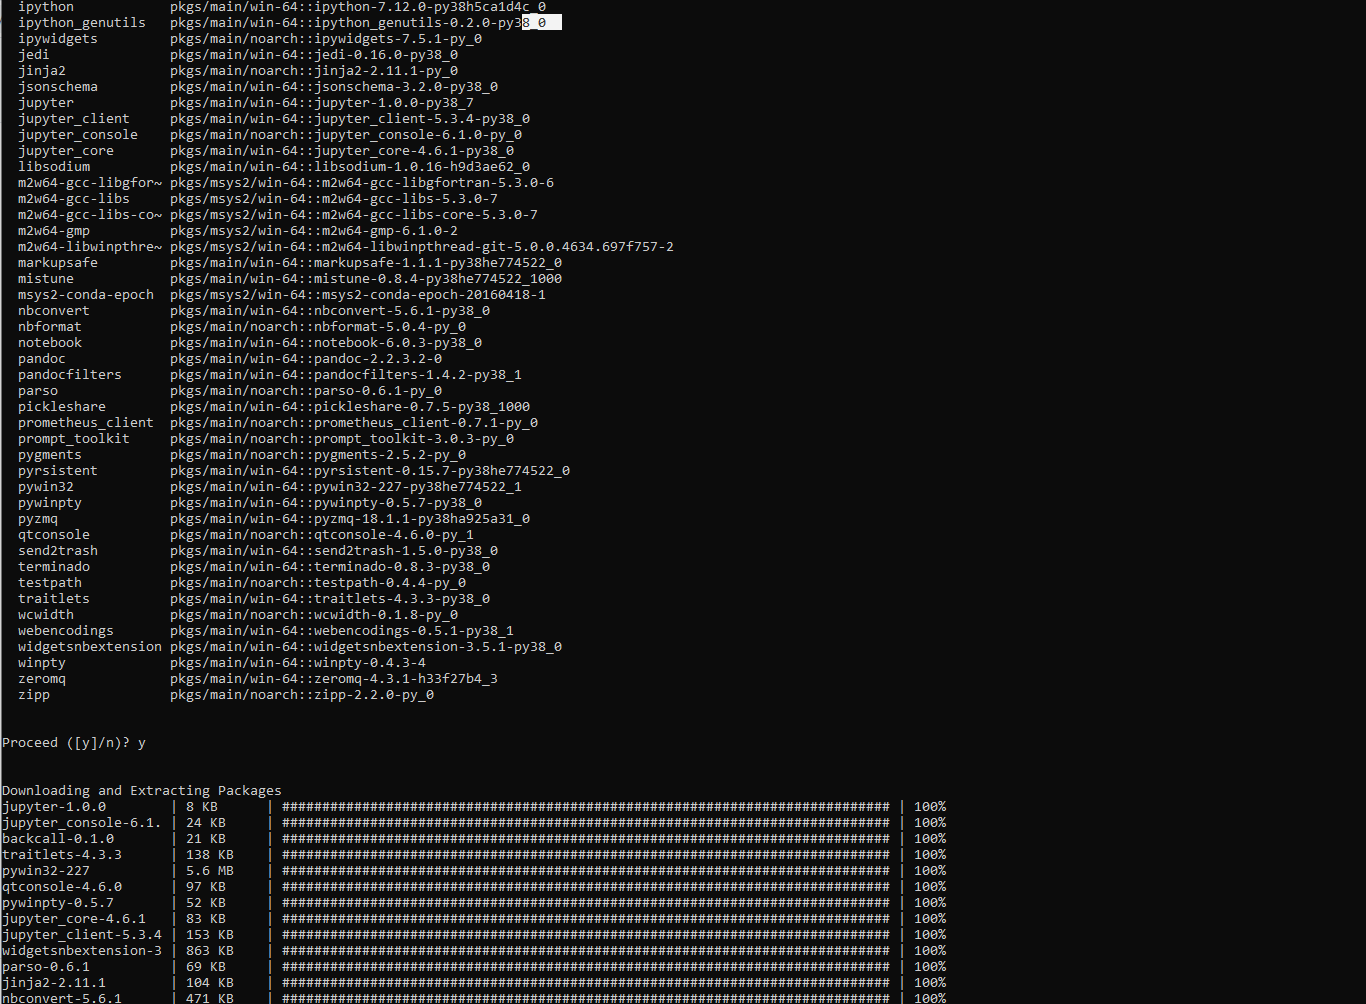 ipython            pkgs/main/win-64::ipython-7.12.0-py38h5ca1d4c_0
ipython_genutils   pkgs/main/win-64::ipython_genutils-0.2.0-py38_0
ipywidgets         pkgs/main/noarch::ipywidgets-7.5.1-py_0
jedi               pkgs/main/win-64::jedi-0.16.0-py38_0
jinja2             pkgs/main/noarch::jinja2-2.11.1-py_0
jsonschema         pkgs/main/win-64::jsonschema-3.2.0-py38_0
jupyter            pkgs/main/win-64::jupyter-1.0.0-py38_7
jupyter_client     pkgs/main/win-64::jupyter_client-5.3.4-py38_0
jupyter_console    pkgs/main/noarch::jupyter_console-6.1.0-py_0
jupyter_core       pkgs/main/win-64::jupyter_core-4.6.1-py38_0
libsodium          pkgs/main/win-64::libsodium-1.0.16-h9d3ae62_0
m2w64-gcc-libgfor~ pkgs/msys2/win-64::m2w64-gcc-libgfortran-5.3.0-6
m2w64-gcc-libs     pkgs/msys2/win-64::m2w64-gcc-libs-5.3.0-7
m2w64-gcc-libs-co~ pkgs/msys2/win-64::m2w64-gcc-libs-core-5.3.0-7
m2w64-gmp          pkgs/msys2/win-64::m2w64-gmp-6.1.0-2
m2w64-libwinpthre~ pkgs/msys2/win-64::m2w64-libwinpthread-git-5.0.0.4634.697f757-2
markupsafe         pkgs/main/win-64::markupsafe-1.1.1-py38he774522_0
mistune            pkgs/main/win-64::mistune-0.8.4-py38he774522_1000
msys2-conda-epoch  pkgs/msys2/win-64::msys2-conda-epoch-20160418-1
nbconvert          pkgs/main/win-64::nbconvert-5.6.1-py38_0
nbformat           pkgs/main/noarch::nbformat-5.0.4-py_0
notebook           pkgs/main/win-64::notebook-6.0.3-py38_0
pandoc             pkgs/main/win-64::pandoc-2.2.3.2-0
pandocfilters      pkgs/main/win-64::pandocfilters-1.4.2-py38_1
parso              pkgs/main/noarch::parso-0.6.1-py_0
pickleshare        pkgs/main/win-64::pickleshare-0.7.5-py38_1000
prometheus_client  pkgs/main/noarch::prometheus_client-0.7.1-py_0
prompt_toolkit     pkgs/main/noarch::prompt_toolkit-3.0.3-py_0
pygments           pkgs/main/noarch::pygments-2.5.2-py_0
pyrsistent         pkgs/main/win-64::pyrsistent-0.15.7-py38he774522_0
pywin32            pkgs/main/win-64::pywin32-227-py38he774522_1
pywinpty           pkgs/main/win-64::pywinpty-0.5.7-py38_0
pyzmq              pkgs/main/win-64::pyzmq-18.1.1-py38ha925a31_0
qtconsole          pkgs/main/noarch::qtconsole-4.6.0-py_1
send2trash         pkgs/main/win-64::send2trash-1.5.0-py38_0
terminado          pkgs/main/win-64::terminado-0.8.3-py38_0
testpath           pkgs/main/noarch::testpath-0.4.4-py_0
traitlets          pkgs/main/win-64::traitlets-4.3.3-py38_0
wcwidth            pkgs/main/noarch::wcwidth-0.1.8-py_0
webencodings       pkgs/main/win-64::webencodings-0.5.1-py38_1
widgetsnbextension pkgs/main/win-64::widgetsnbextension-3.5.1-py38_0
winpty             pkgs/main/win-64::winpty-0.4.3-4
zeromq             pkgs/main/win-64::zeromq-4.3.1-h33f27b4_3
zipp               pkgs/main/noarch::zipp-2.2.0-py_0
Proceed ([y]/n)? y
Downloading and Extracting Packages
jupyter-1.0.0        | 8 KB      | ############################################################################ | 100%
jupyter_console-6.1. | 24 KB     | ############################################################################ | 100%
backcall-0.1.0       | 21 KB     | ############################################################################ | 100%
traitlets-4.3.3      | 138 KB    | ############################################################################ | 100%
pywin32-227          | 5.6 MB    | ############################################################################ | 100%
qtconsole-4.6.0      | 97 KB     | ############################################################################ | 100%
pywinpty-0.5.7       | 52 KB     | ############################################################################ | 100%
jupyter_core-4.6.1   | 83 KB     | ############################################################################ | 100%
jupyter_client-5.3.4 | 153 KB    | ############################################################################ | 100%
widgetsnbextension-3 | 863 KB    | ############################################################################ | 100%
parso-0.6.1          | 69 KB     | ############################################################################ | 100%
jinja2-2.11.1        | 104 KB    | ############################################################################ | 100%
nbconvert-5.6.1      | 471 KB    | ############################################################################ | 100%